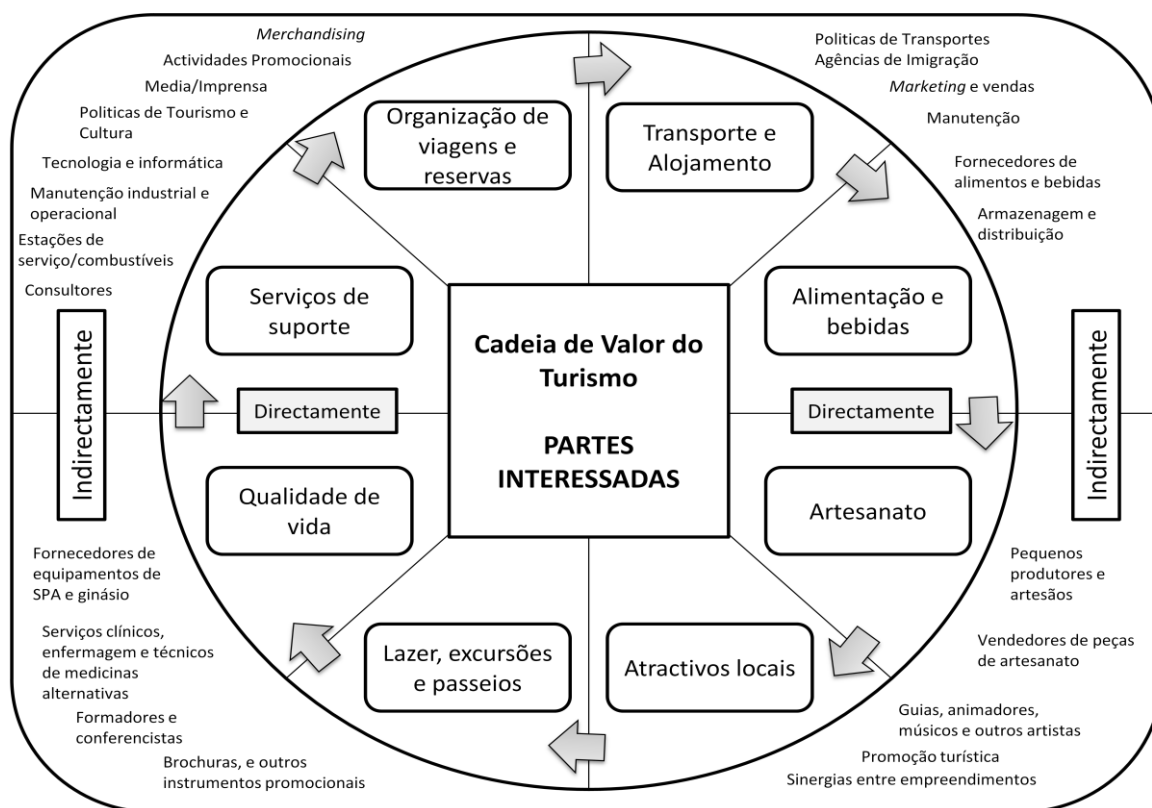 Merchandising
Actividades Promocionais
Media/Imprensa
Politicas de Tourismo e
Cultura
Tecnologia e informática
Manutenção industrial e
operacional
Estações de
serviço/combustíveis
Consultores
Politicas de Transportes
Agências de Imigração
Marketing e vendas
Manutenção
Fornecedores de
alimentos e bebidas
Armazenagem e
distribuição
Organização de
viagens e
reservas
Transporte e
Alojamento
Serviços de
suporte
Alimentação e
bebidas
Cadeia de Valor do
Turismo
PARTES
INTERESSADAS
Indirectamente
Directamente
Directamente
Indirectamente
Qualidade de
vida
Artesanato
Lazer, excursões
e passeios
Atractivos locais
Fornecedores de
equipamentos de
SPA e ginásio
Serviços clínicos,
enfermagem e técnicos
de medicinas
alternativas
Formadores e
conferencistas
Brochuras, e outros
instrumentos promocionais
Pequenos
produtores e
artesãos
Vendedores de peças
de artesanato
Guias, animadores,
músicos e outros artistas
Promoção turística
Sinergias entre empreendimentos